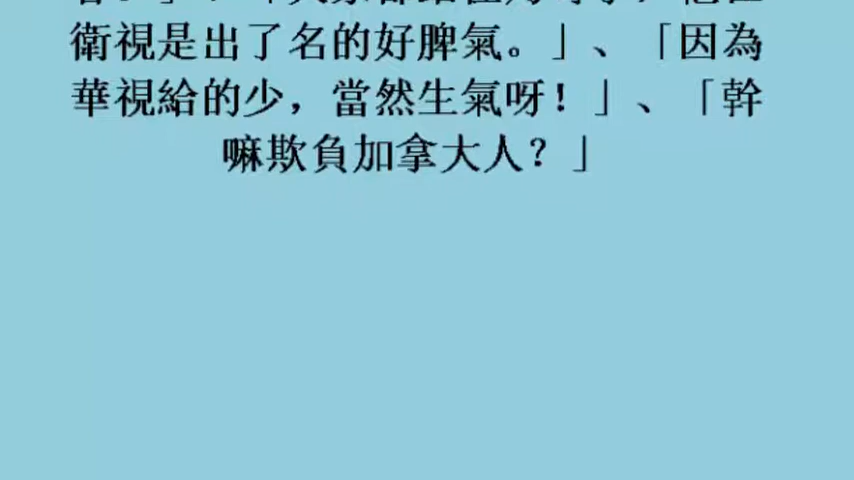 衛視是出了名的好脾氣。」、「因為
華視給的少，當然生氣呀！」、「幹
嘛欺負加拿大人？」